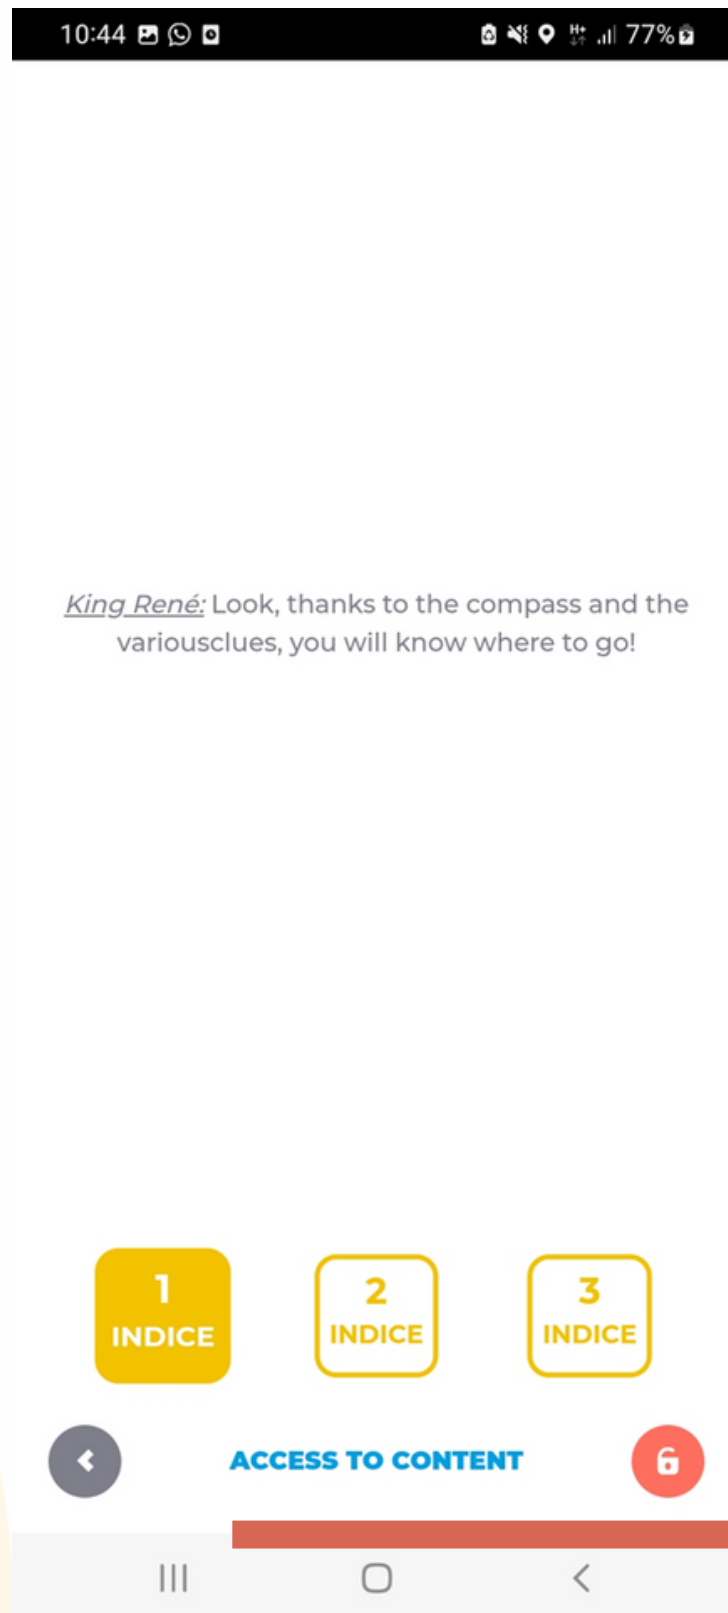 10:44 77%
King René: Look, thanks to the compass and the
variousclues, you will know where to go!
1 2 3
INDICE INDICE INDICE
ACCESS TO CONTENT